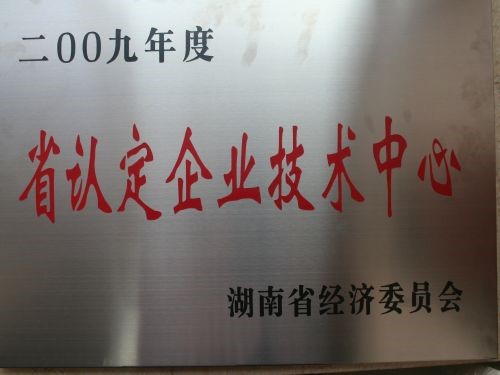 二00九年度
省认定企业技术中心
湖南省经济委员会